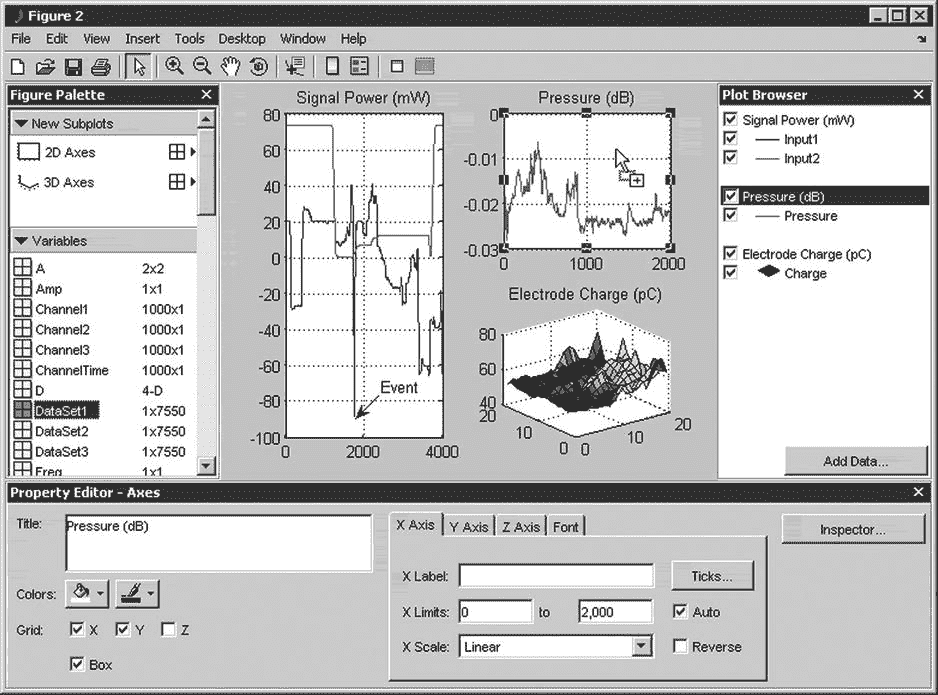 Figure 2
File Edit View Insert Tools Desktop Window Help
Figure Palette
New Subplots
2D Axes
3D Axes
Variables
A 2x2
Amp 1x1
Channel1 1000x1
Channel2 1000x1
Channel3 1000x1
ChannelTime 1000x1
D 4-D
DataSet1 1x7550
DataSet2 1x7550
DataSet3 1x7550
Freq 1x1
Signal Power (mW)
80
60
40
20
0
-20
-40
-60
-80
-100
0 2000 4000
Event
Pressure (dB)
0
-0.01
-0.02
-0.03
0 1000 2000
Electrode Charge (pC)
80
60
40
20
10
0
0
10
20
Plot Browser
Signal Power (mW)
Input1
Input2
Pressure (dB)
Pressure
Electrode Charge (pC)
Charge
Add Data...
Property Editor - Axes
Title: Pressure (dB)
Colors:
Grid: X Y Z
Box
X Axis Y Axis Z Axis Font
X Label: Ticks...
X Limits: 0 to 2,000 Auto
X Scale: Linear Reverse
Inspector...